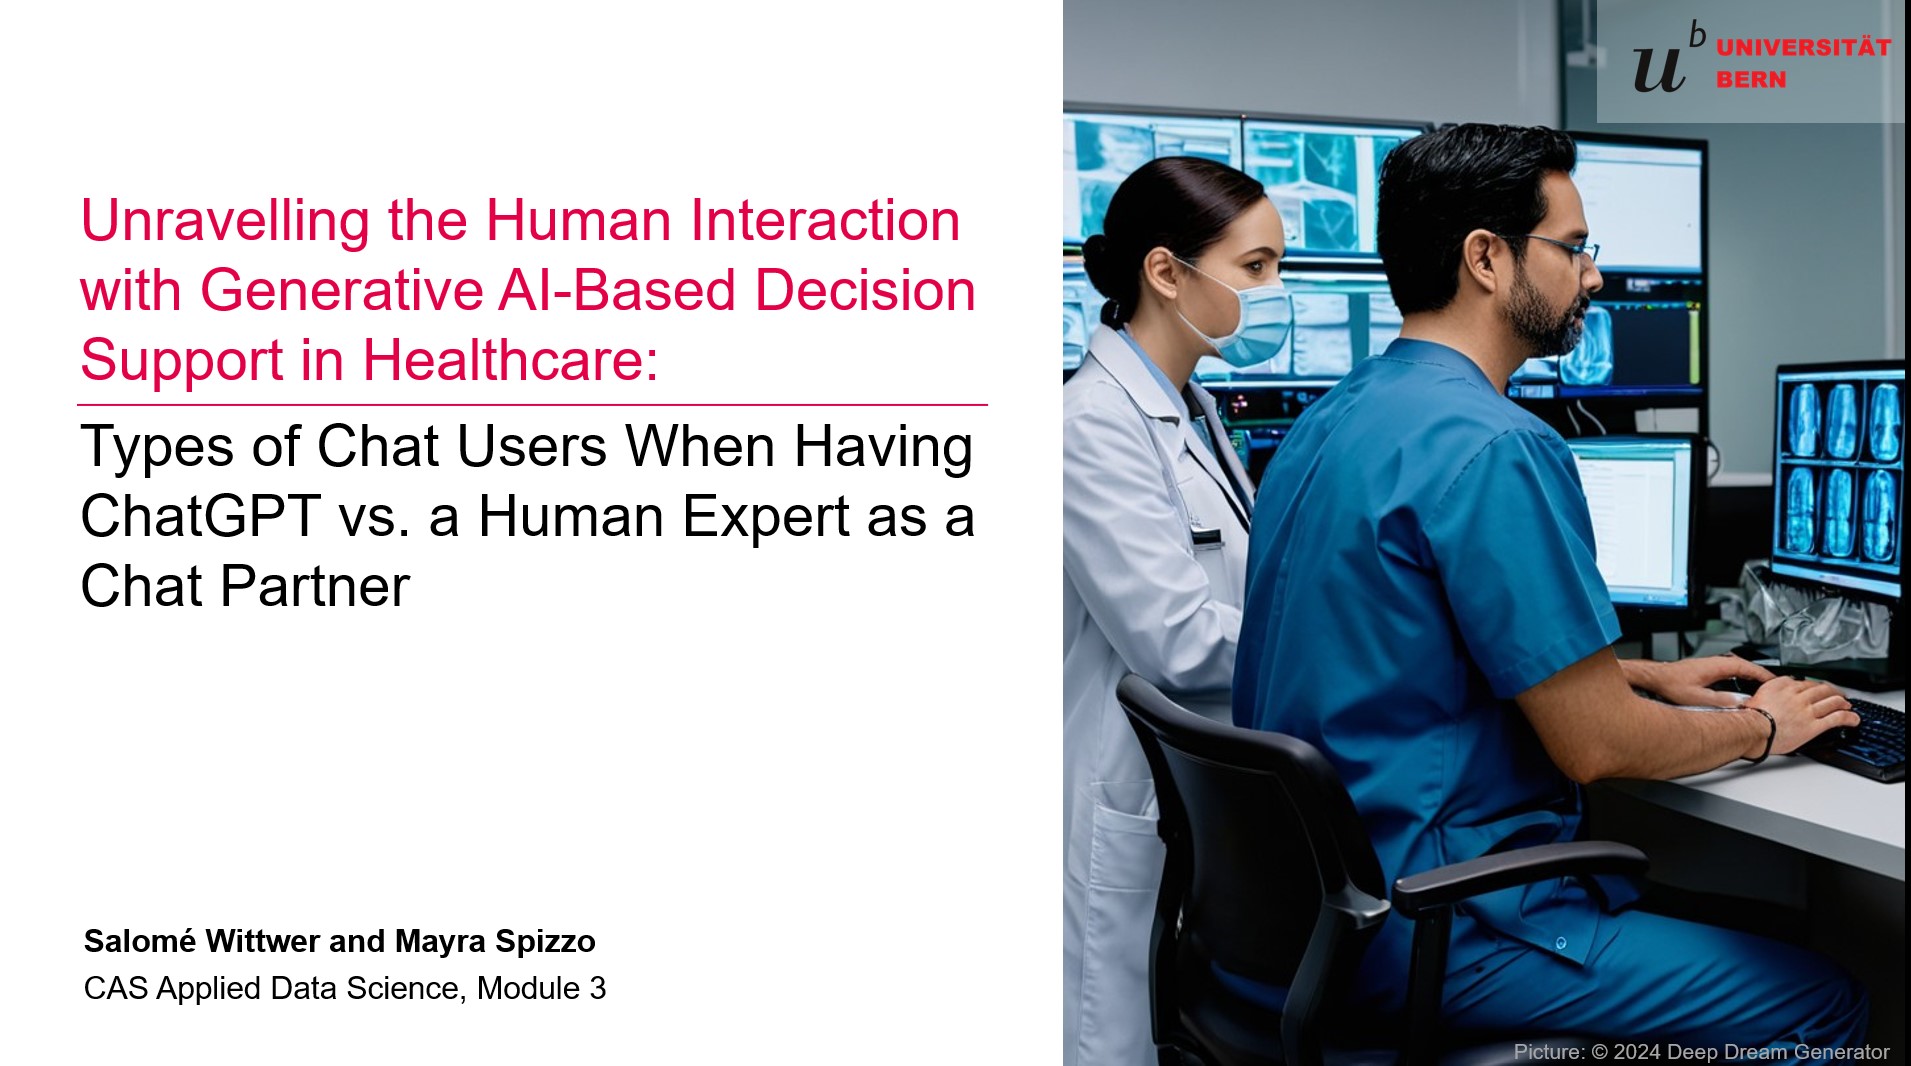 Unravelling the Human Interaction
with Generative AI-Based Decision
Support in Healthcare:
Types of Chat Users When Having
ChatGPT vs. a Human Expert as a
Chat Partner
Salomé Wittwer and Mayra Spizzo
CAS Applied Data Science, Module 3
u b UNIVERSITÄT
BERN
Picture: © 2024 Deep Dream Generator